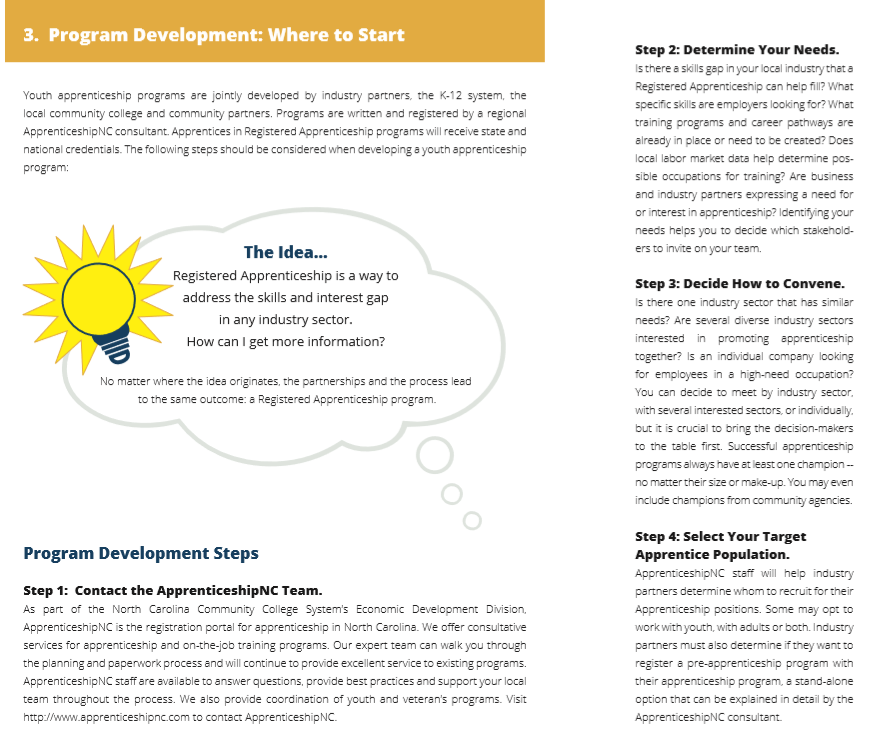 3. Program Development: Where to Start
Youth apprenticeship programs are jointly developed by industry partners, the K-12 system, the
local community college and community partners. Programs are written and registered by a regional
ApprenticeshipNC consultant. Apprentices in Registered Apprenticeship programs will receive state and
national credentials. The following steps should be considered when developing a youth apprenticeship
program:
The Idea...
Registered Apprenticeship is a way to
address the skills and interest gap
in any industry sector.
How can I get more information?
No matter where the idea originates, the partnerships and the process lead
to the same outcome: a Registered Apprenticeship program.
Program Development Steps
Step 1: Contact the ApprenticeshipNC Team.
As part of the North Carolina Community College System's Economic Development Division,
ApprenticeshipNC is the registration portal for apprenticeship in North Carolina. We offer consultative
services for apprenticeship and on-the-job training programs. Our expert team can walk you through
the planning and paperwork process and will continue to provide excellent service to existing programs.
ApprenticeshipNC staff are available to answer questions, provide best practices and support your local
team throughout the process. We also provide coordination of youth and veteran's programs. Visit
http://www.apprenticeshipnc.com to contact ApprenticeshipNC.
Step 2: Determine Your Needs.
Is there a skills gap in your local industry that a
Registered Apprenticeship can help fill? What
specific skills are employers looking for? What
training programs and career pathways are
already in place or need to be created? Does
local labor market data help determine pos-
sible occupations for training? Are business
and industry partners expressing a need for
or interest in apprenticeship? Identifying your
needs helps you to decide which stakehold-
ers to invite on your team.
Step 3: Decide How to Convene.
Is there one industry sector that has similar
needs? Are several diverse industry sectors
interested in promoting apprenticeship
together? Is an individual company looking
for employees in a high-need occupation?
You can decide to meet by industry sector,
with several interested sectors, or individually,
but it is crucial to bring the decision-makers
to the table first. Successful apprenticeship
programs always have at least one champion --
no matter their size or make-up. You may even
include champions from community agencies.
Step 4: Select Your Target
Apprentice Population.
ApprenticeshipNC staff will help industry
partners determine whom to recruit for their
Apprenticeship positions. Some may opt to
work with youth, with adults or both. Industry
partners must also determine if they want to
register a pre-apprenticeship program with
their apprenticeship program, a stand-alone
option that can be explained in detail by the
ApprenticeshipNC consultant.